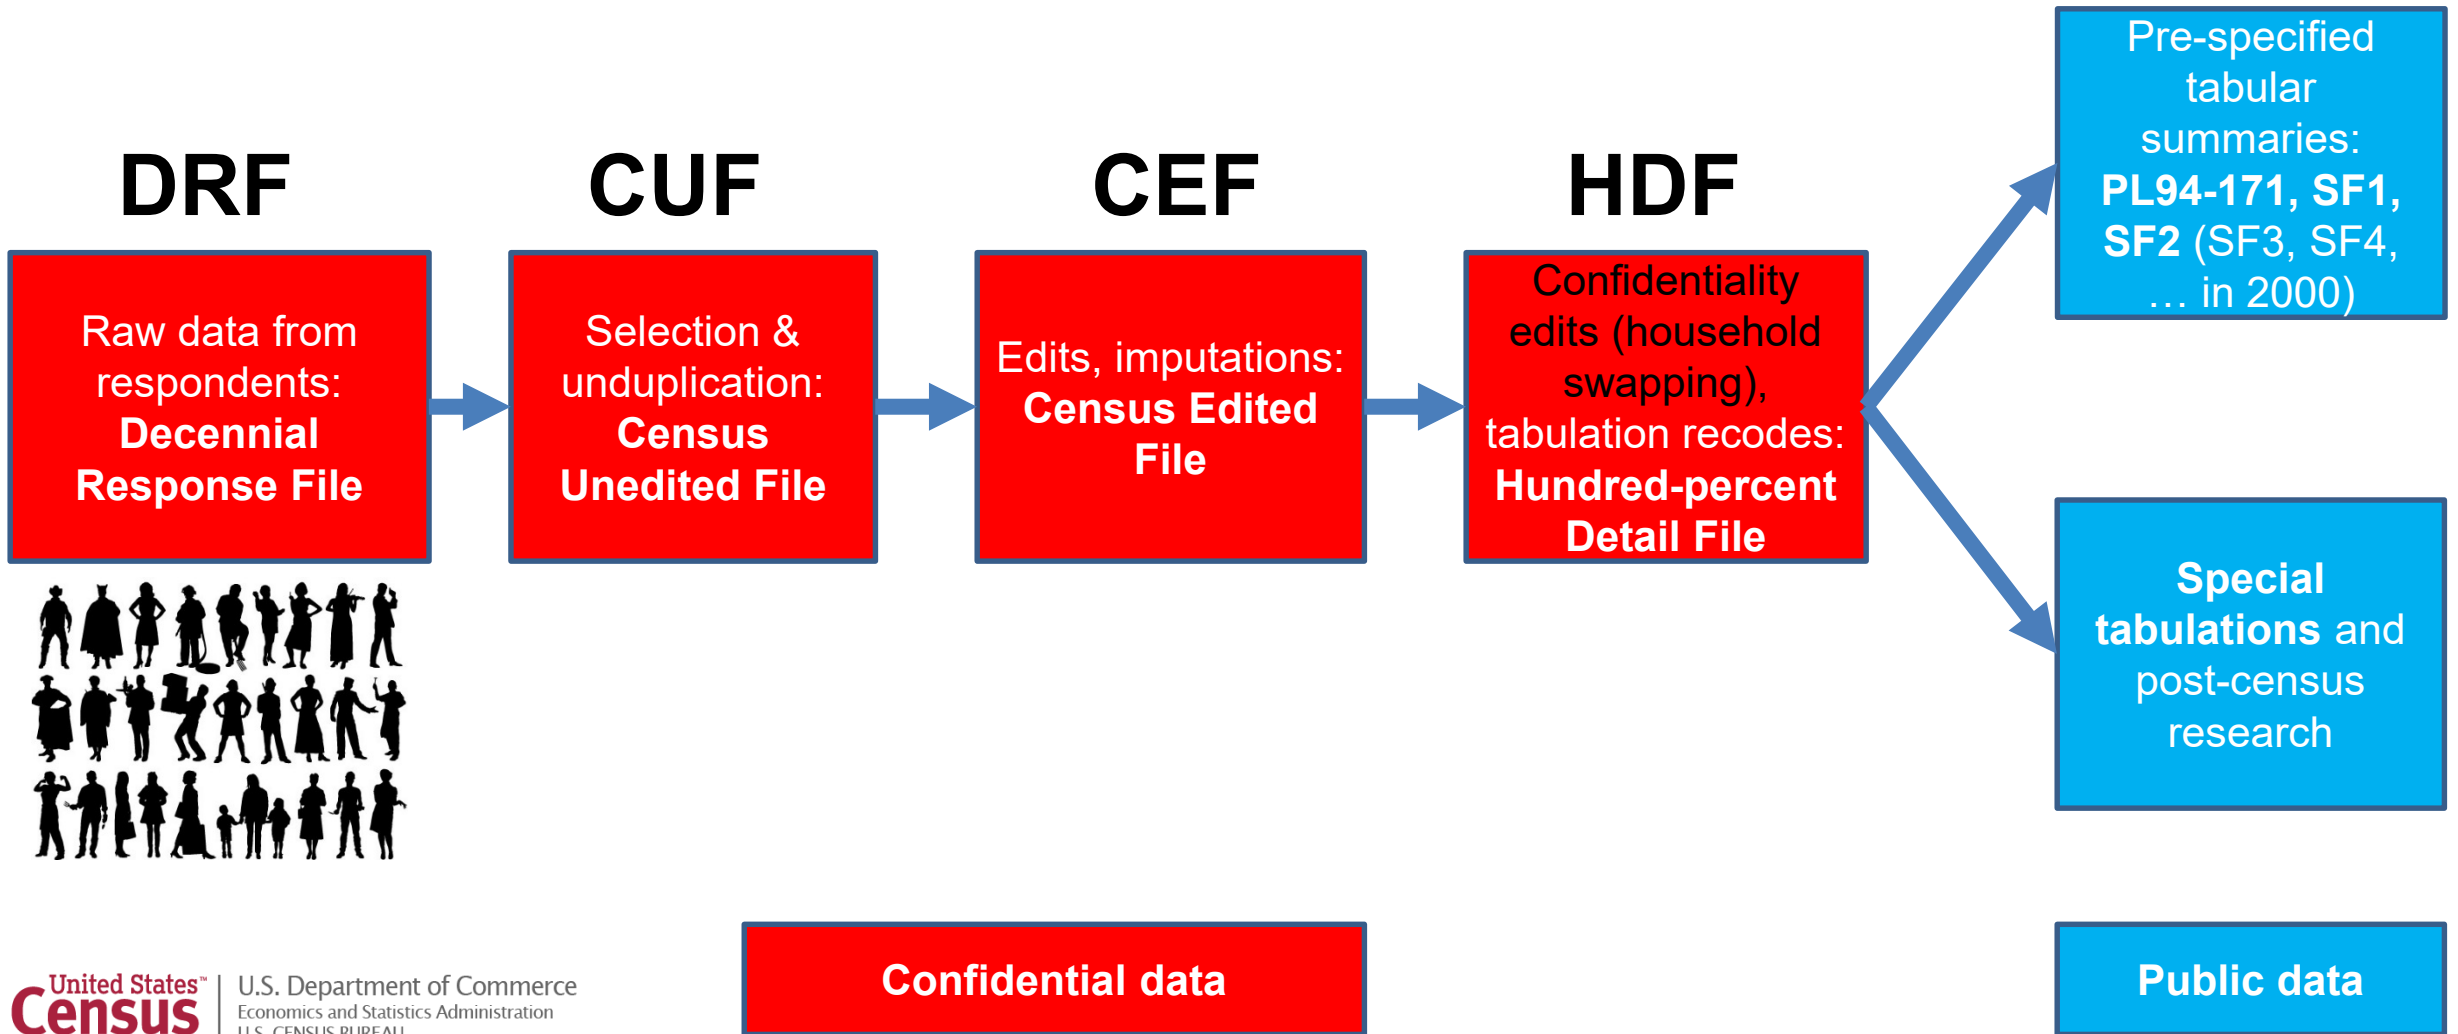 DRF
CUF
CEF
HDF
Raw data from
respondents:
Decennial
Response File
Selection &
unduplication:
Census
Unedited File
Edits, imputations:
Census Edited
File
Confidentiality
edits (household
swapping),
tabulation recodes:
Hundred-percent
Detail File
Pre-specified
tabular
summaries:
PL94-171, SF1,
SF2 (SF3, SF4,
… in 2000)
Special
tabulations and
post-census
research
Confidential data
Public data
United States™
Census
U.S. Department of Commerce
Economics and Statistics Administration
U.S. CENSUS BUREAU